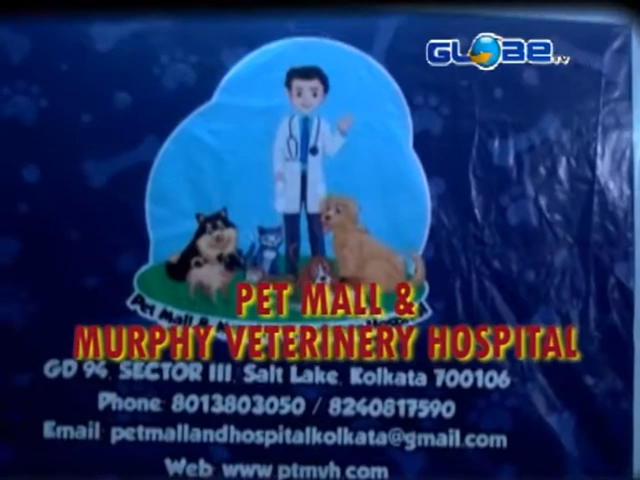 GLOBE TV
PET MALL &
MURPHY VETERINERY HOSPITAL
GD 94, SECTOR III, Salt Lake, Kolkata 700106
Phone: 8013803050 / 8240817590
Email: petmallandhospitalkolkata@gmail.com
Web: www.ptmvh.com